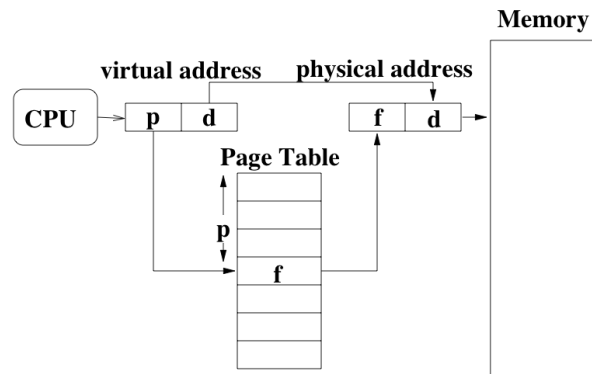 Memory
virtual address
physical address
CPU
p d
f d
Page Table
p
f